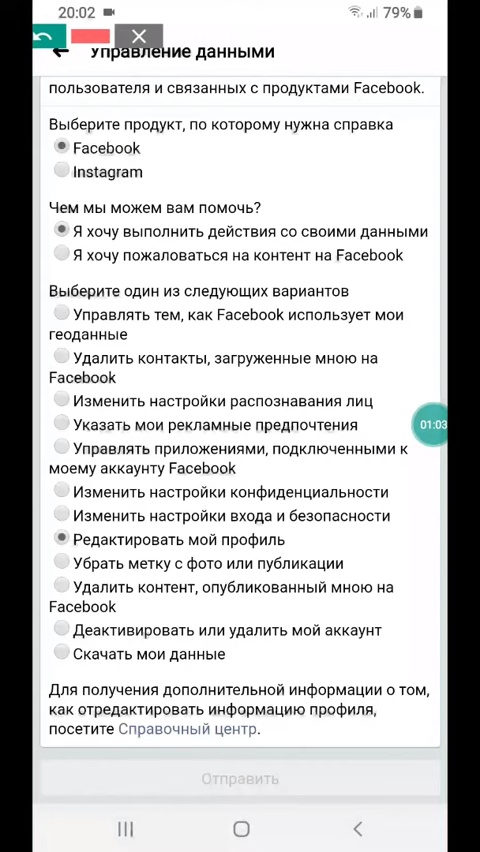 20:02
79%
Управление данными
пользователя и связанных с продуктами Facebook.
Выберите продукт, по которому нужна справка
Facebook
Instagram
Чем мы можем вам помочь?
Я хочу выполнить действия со своими данными
Я хочу пожаловаться на контент на Facebook
Выберите один из следующих вариантов
Управлять тем, как Facebook использует мои
геоданные
Удалить контакты, загруженные мною на
Facebook
Изменить настройки распознавания лиц
Указать мои рекламные предпочтения
01:03
Управлять приложениями, подключенными к
моему аккаунту Facebook
Изменить настройки конфиденциальности
Изменить настройки входа и безопасности
Редактировать мой профиль
Убрать метку с фото или публикации
Удалить контент, опубликованный мною на
Facebook
Деактивировать или удалить мой аккаунт
Скачать мои данные
Для получения дополнительной информации о том,
как отредактировать информацию профиля,
посетите Справочный центр.
Отправить